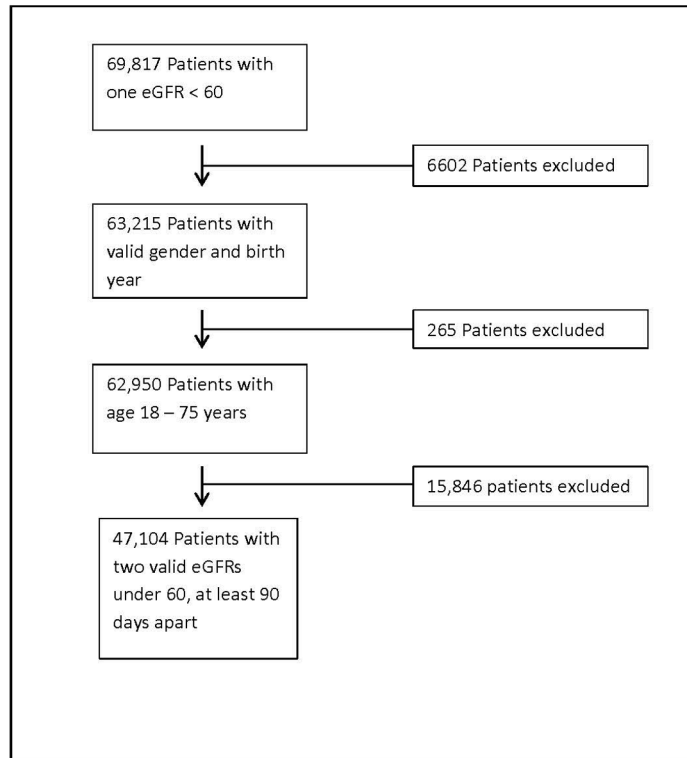 69,817 Patients with
one eGFR < 60
6602 Patients excluded
63,215 Patients with
valid gender and birth
year
265 Patients excluded
62,950 Patients with
age 18 – 75 years
15,846 patients excluded
47,104 Patients with
two valid eGFRs
under 60, at least 90
days apart